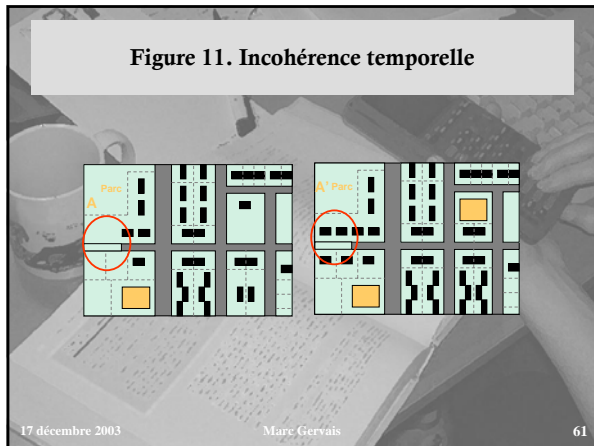 Figure 11. Incohérence temporelle
Parc
A
A' Parc
17 décembre 2003
Marc Gervais
61